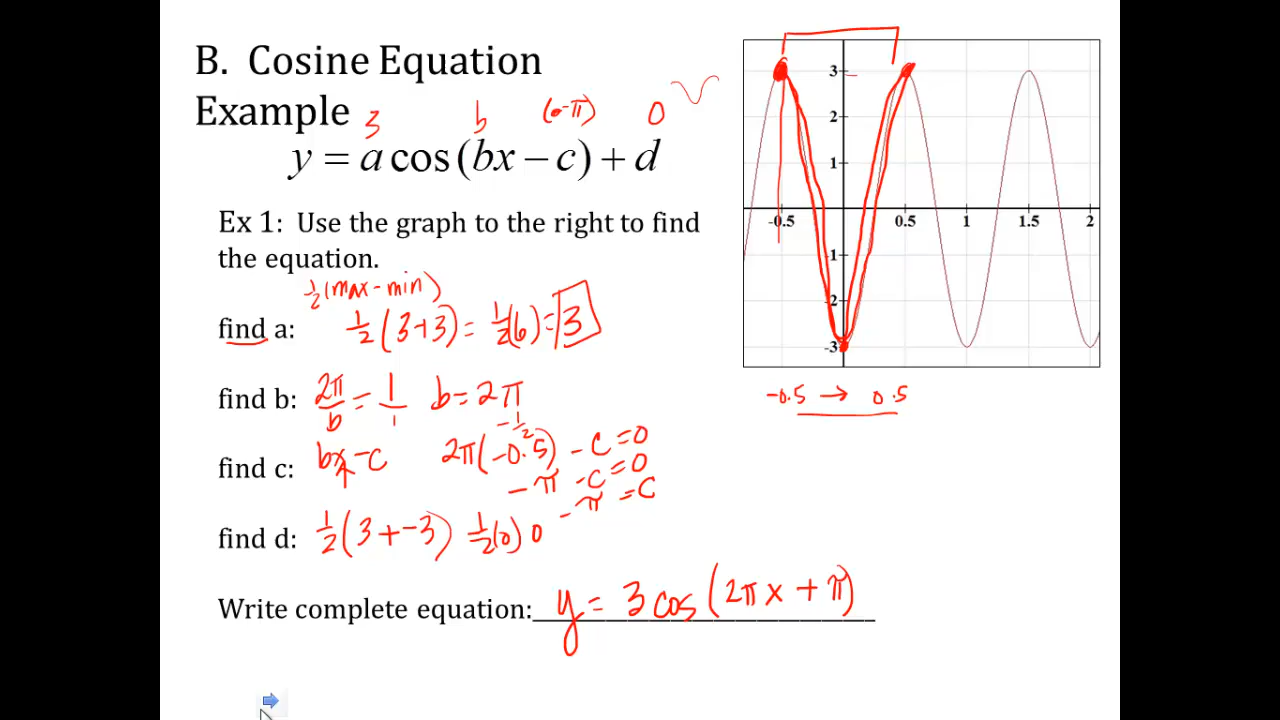 B. Cosine Equation
Example
3 b (-π) 0
y = a cos (bx − c) + d
Ex 1: Use the graph to the right to find
the equation.
½(max - min)
find a: ½(3+3) = ½(6) = 3
find b: 2π/b = 1/1 b = 2π
find c: bx - c 2π(-0.5) - c = 0
-½
-π - c = 0
-π = c
find d: ½(3 + -3) ½(0) 0
Write complete equation: y = 3 cos (2πx + π)
3
2
1
-0.5 0.5 1 1.5 2
-1
-2
-3
-0.5 → 0.5